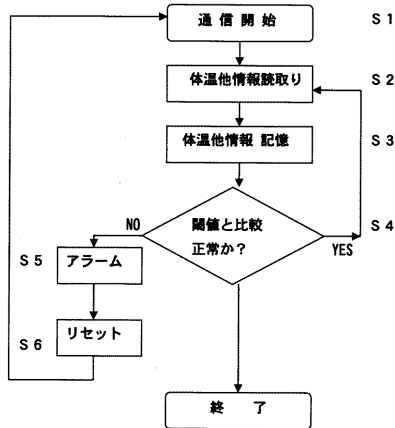 通 信 開 始
S 1
体温他情報読取り
S 2
体温他情報 記憶
S 3
閾値と比較
正常か？
S 4
NO
YES
S 5
アラーム
S 6
リセット
終 了